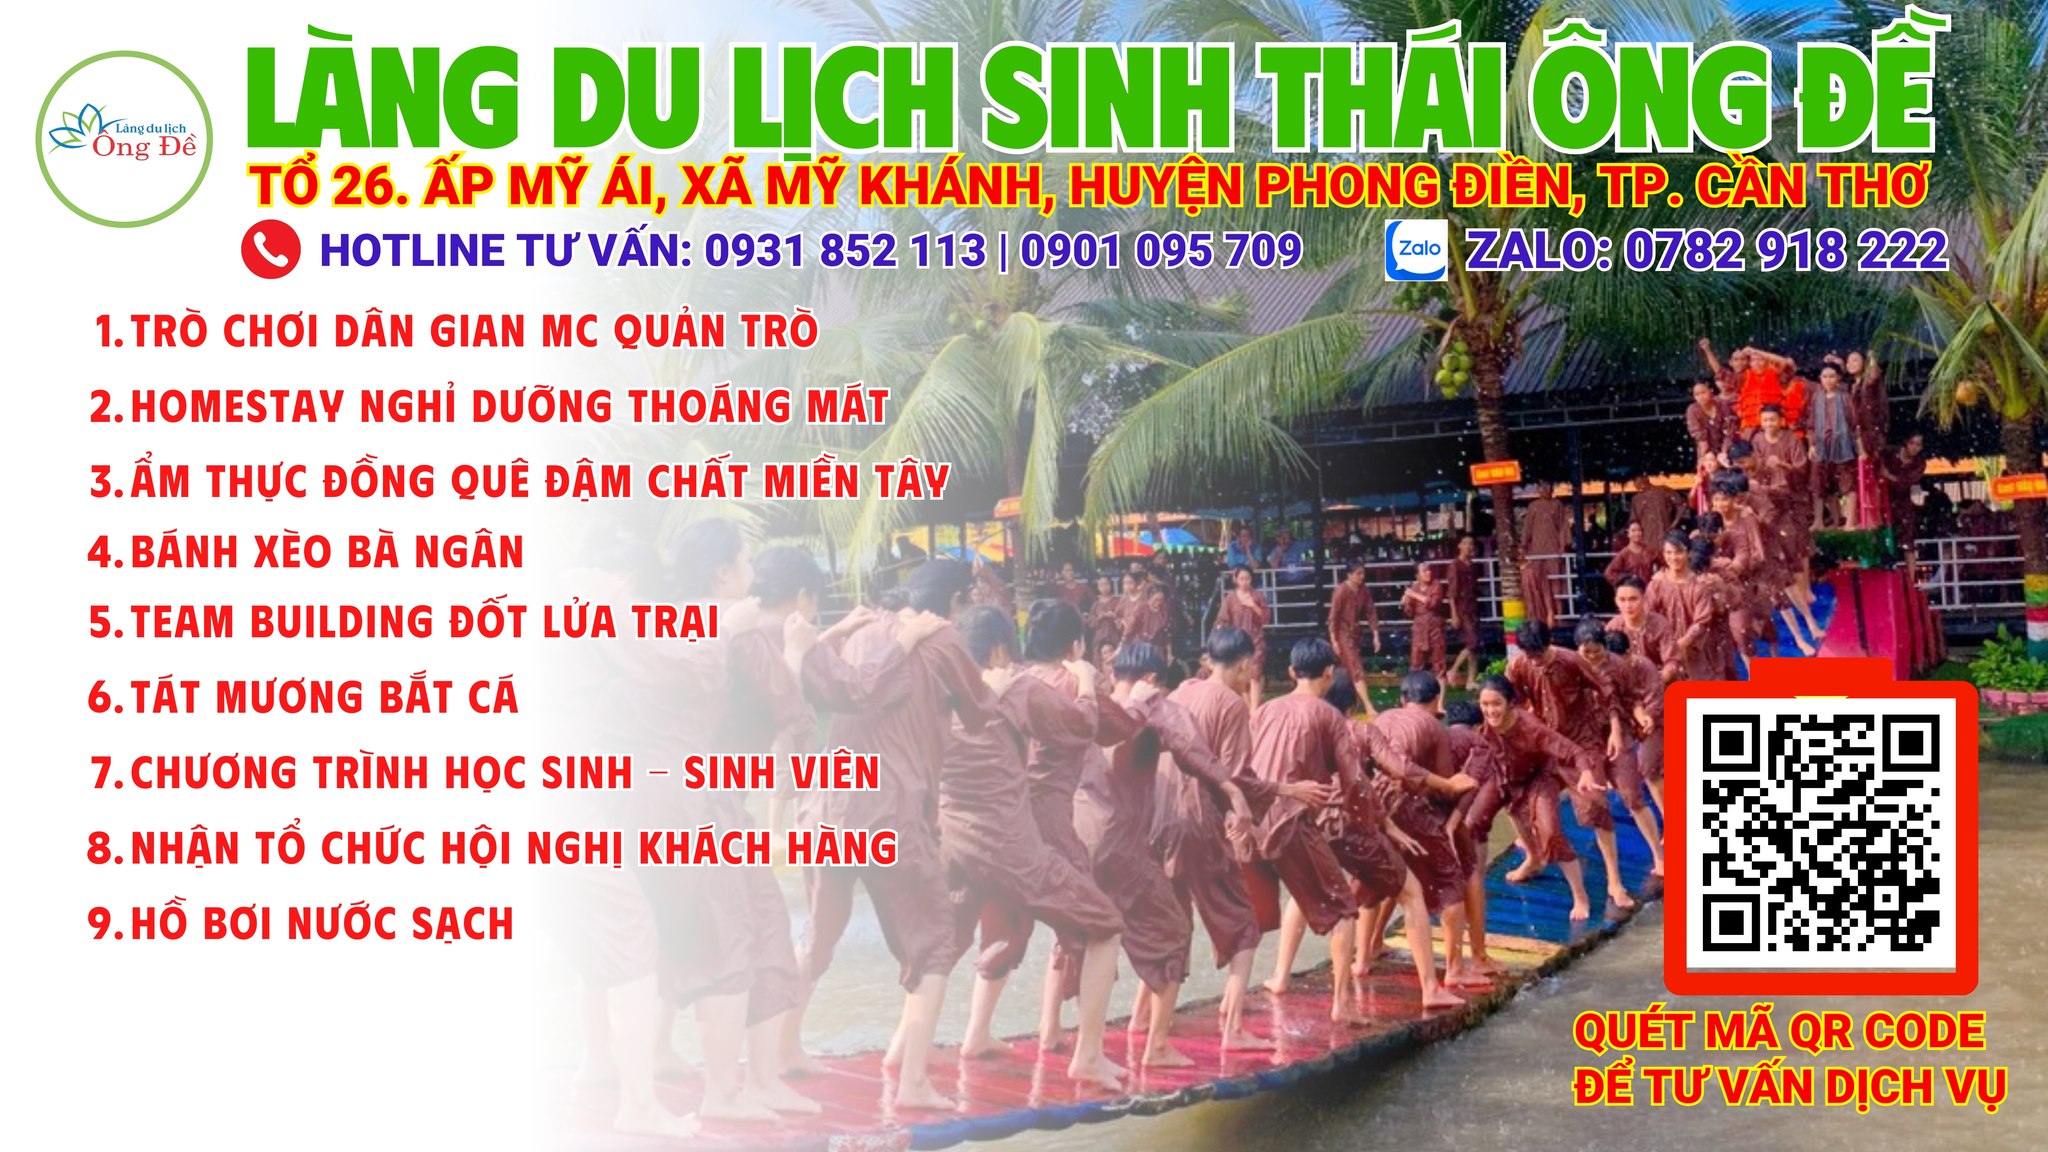 Làng du lịch
Ông Đề
LÀNG DU LỊCH SINH THÁI ÔNG ĐỀ
TỔ 26. ẤP MỸ ÁI, XÃ MỸ KHÁNH, HUYỆN PHONG ĐIỀN, TP. CẦN THƠ
HOTLINE TƯ VẤN: 0931 852 113 | 0901 095 709
Zalo
ZALO: 0782 918 222
1. TRÒ CHƠI DÂN GIAN MC QUẢN TRÒ
2. HOMESTAY NGHỈ DƯỠNG THOÁNG MÁT
3. ẨM THỰC ĐỒNG QUÊ ĐẬM CHẤT MIỀN TÂY
4. BÁNH XÈO BÀ NGÂN
5. TEAM BUILDING ĐỐT LỬA TRẠI
6. TÁT MƯƠNG BẮT CÁ
7. CHƯƠNG TRÌNH HỌC SINH – SINH VIÊN
8. NHẬN TỔ CHỨC HỘI NGHỊ KHÁCH HÀNG
9. HỒ BƠI NƯỚC SẠCH
QUÉT MÃ QR CODE
ĐỂ TƯ VẤN DỊCH VỤ